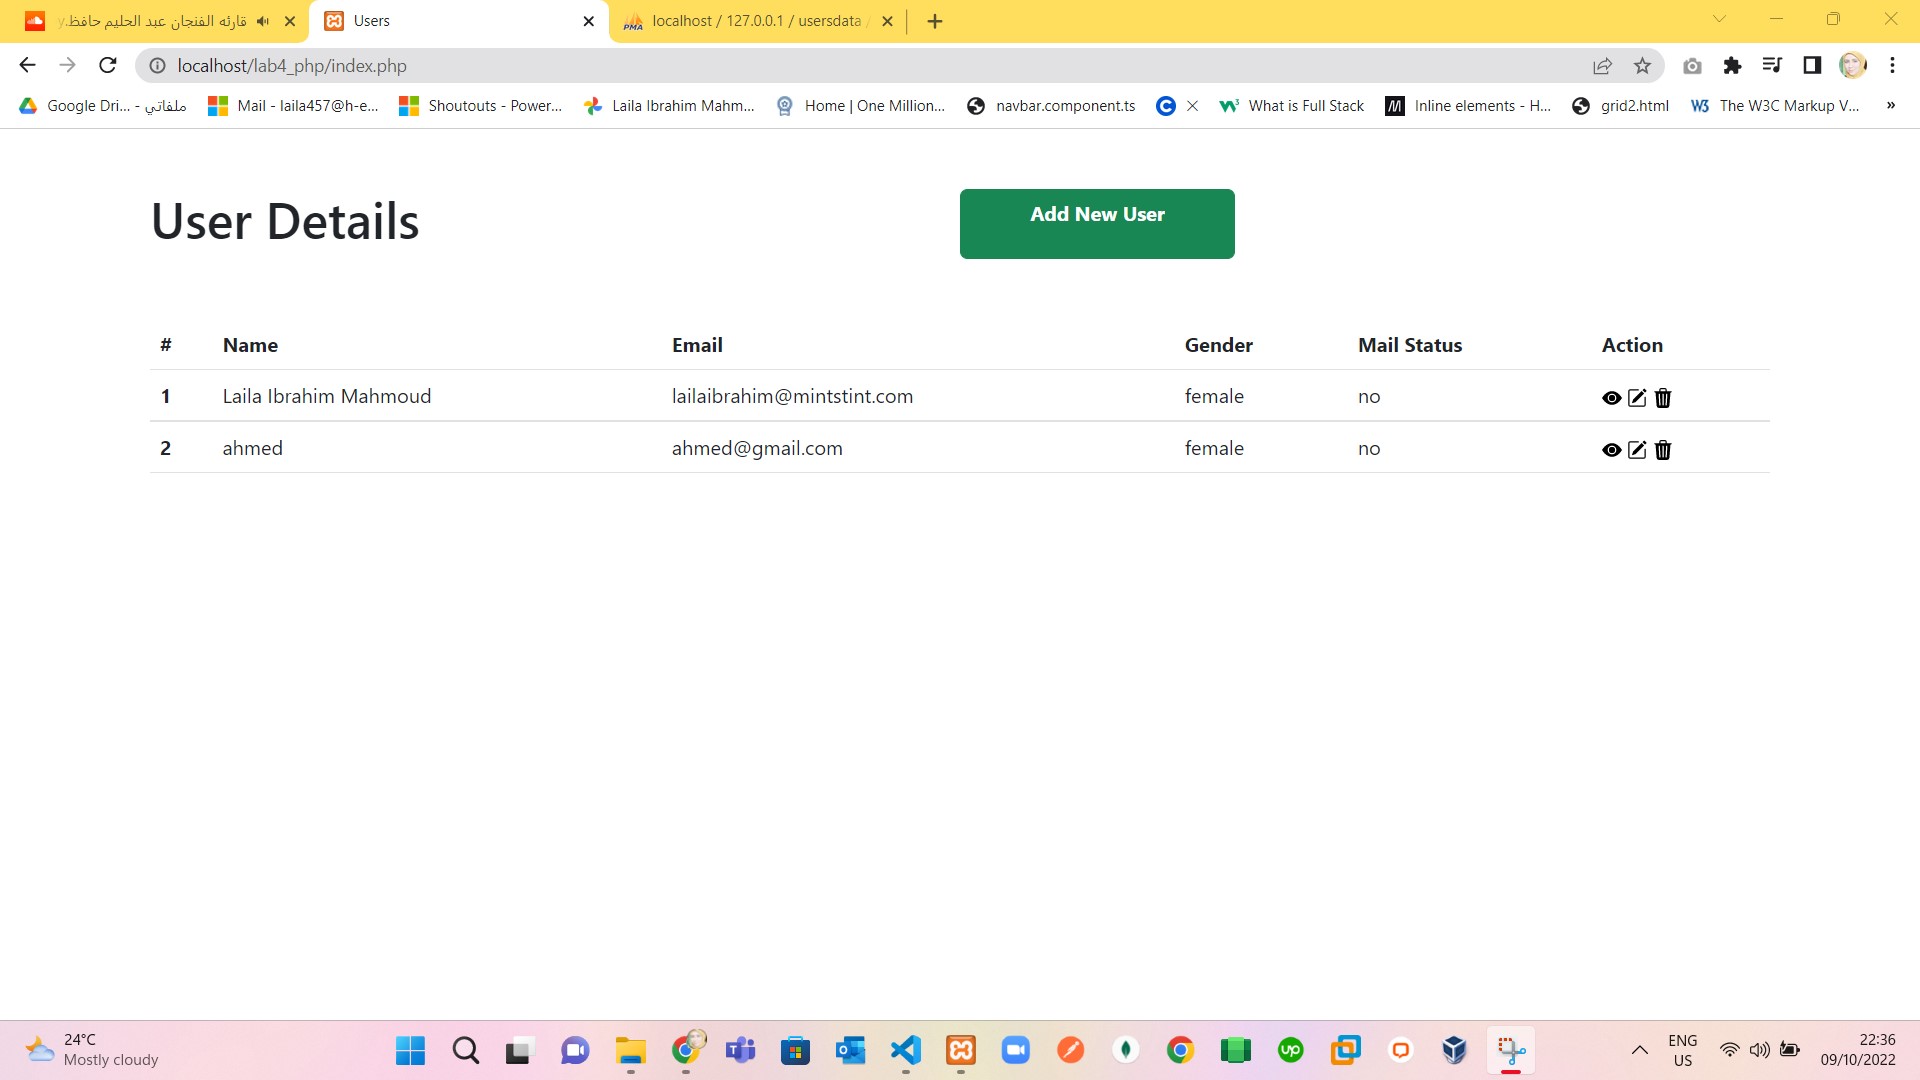 قارئه الفنجان عبد الحليم حافظ.
Users
localhost / 127.0.0.1 / usersdata /
localhost/lab4_php/index.php
Google Dri... - ملفاتي
Mail - laila457@h-e...
Shoutouts - Power...
Laila Ibrahim Mahm...
Home | One Million...
navbar.component.ts
What is Full Stack
Inline elements - H...
grid2.html
The W3C Markup V...
User Details
Add New User
# Name Email Gender Mail Status Action
1 Laila Ibrahim Mahmoud lailaibrahim@mintstint.com female no
2 ahmed ahmed@gmail.com female no
24°C
Mostly cloudy
ENG
US
22:36
09/10/2022